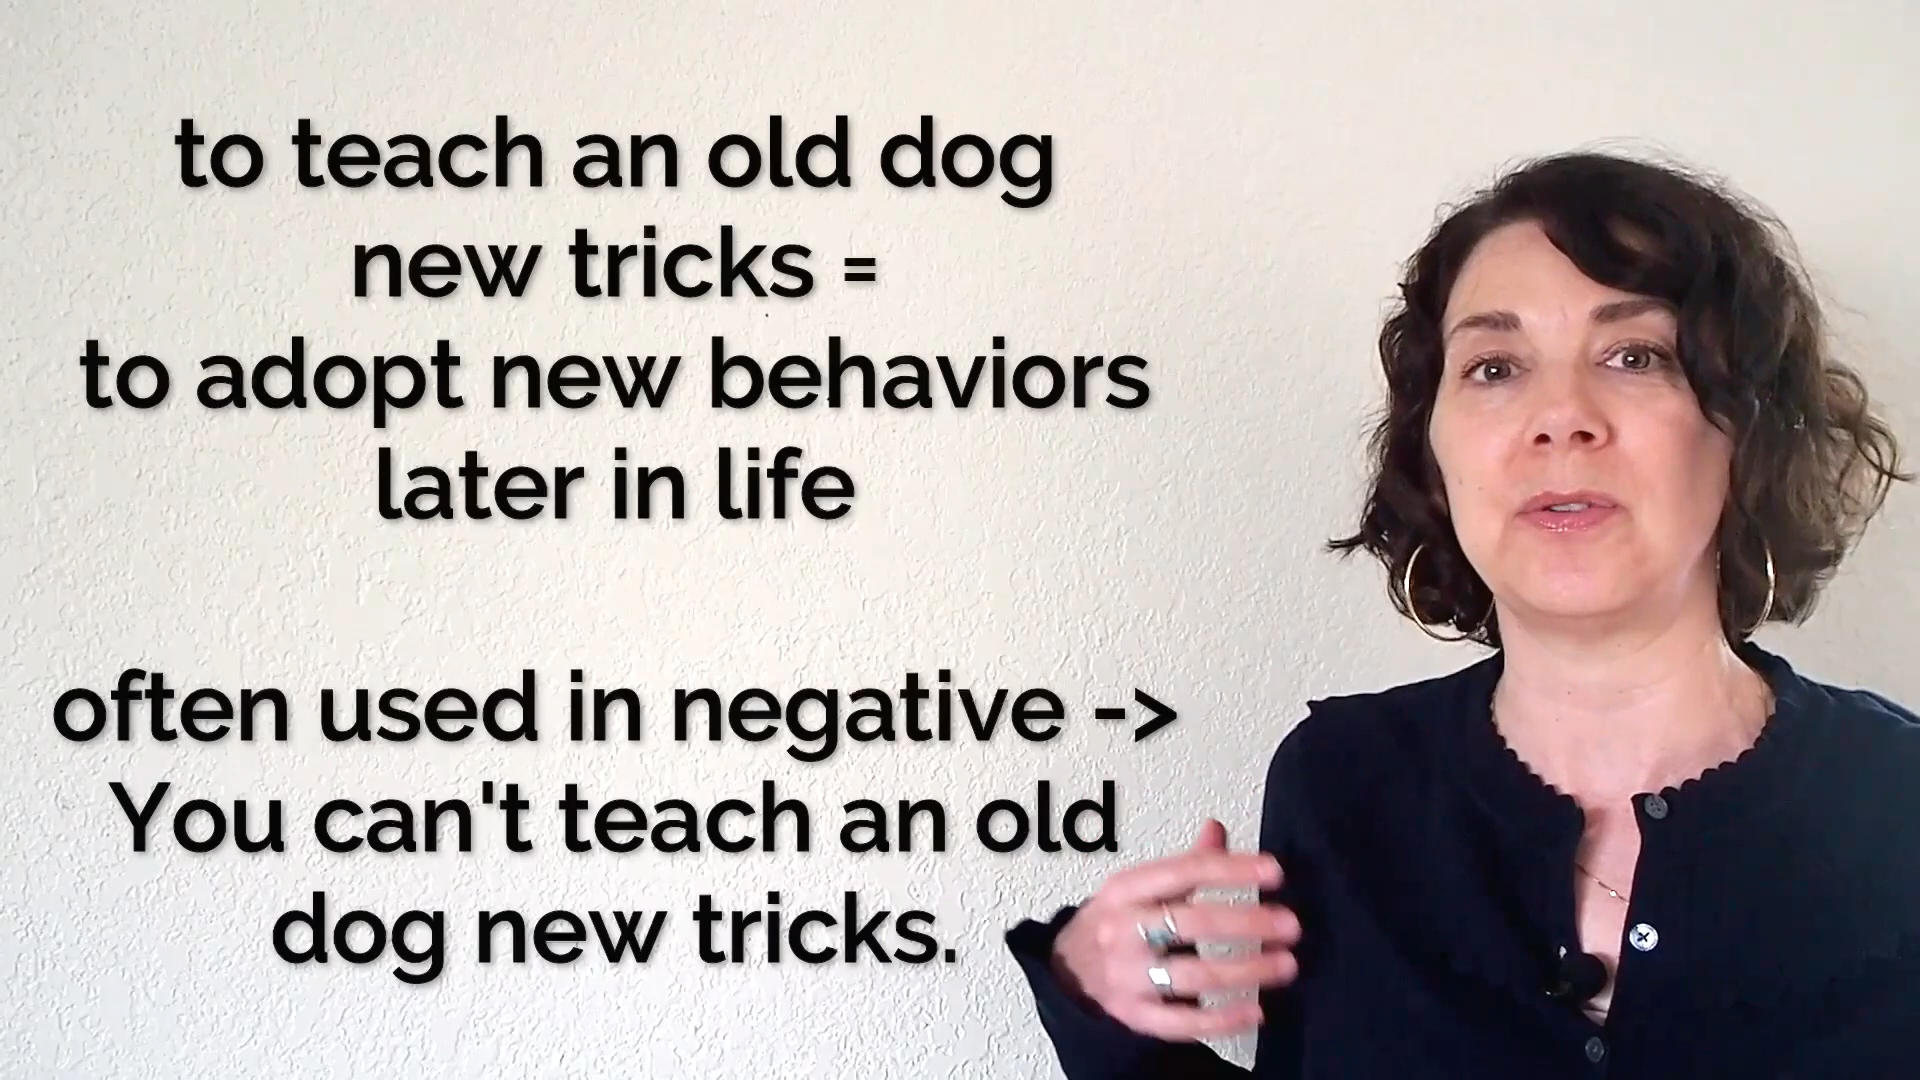 to teach an old dog
new tricks =
to adopt new behaviors
later in life
often used in negative ->
You can't teach an old
dog new tricks.